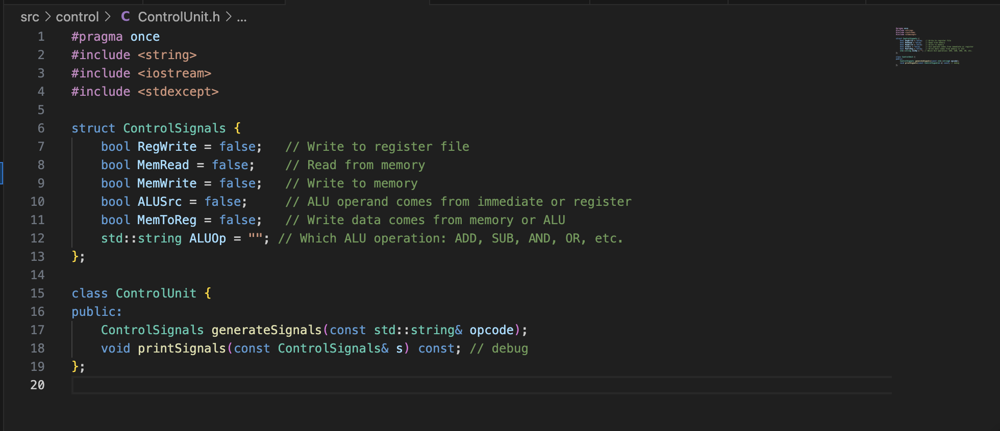 src > control > C ControlUnit.h > ...
1 #pragma once
2 #include <string>
3 #include <iostream>
4 #include <stdexcept>
5
6 struct ControlSignals {
7     bool RegWrite = false;   // Write to register file
8     bool MemRead = false;    // Read from memory
9     bool MemWrite = false;   // Write to memory
10     bool ALUSrc = false;     // ALU operand comes from immediate or register
11     bool MemToReg = false;   // Write data comes from memory or ALU
12     std::string ALUOp = ""; // Which ALU operation: ADD, SUB, AND, OR, etc.
13 };
14
15 class ControlUnit {
16 public:
17     ControlSignals generateSignals(const std::string& opcode);
18     void printSignals(const ControlSignals& s) const; // debug
19 };
20